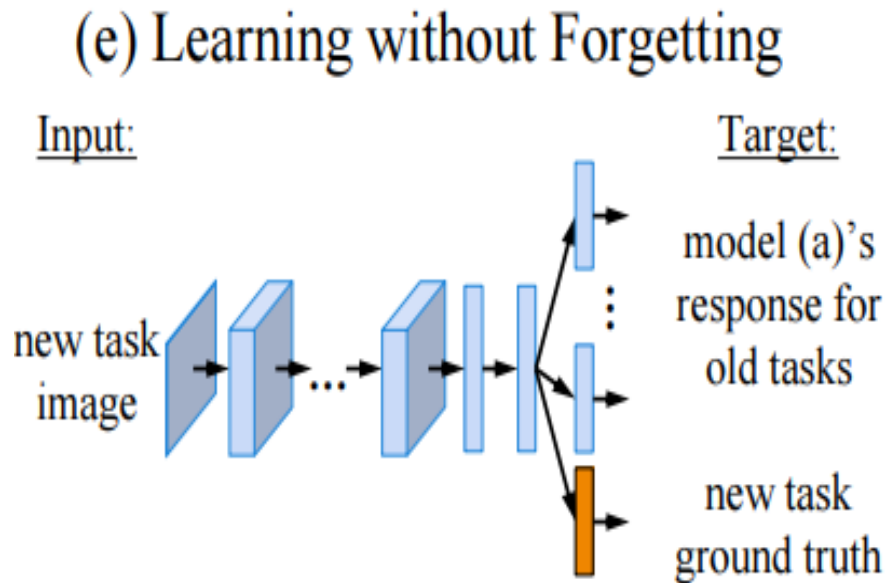 (e) Learning without Forgetting
Input:
Target:
new task
image
...
model (a)'s
response for
old tasks
new task
ground truth